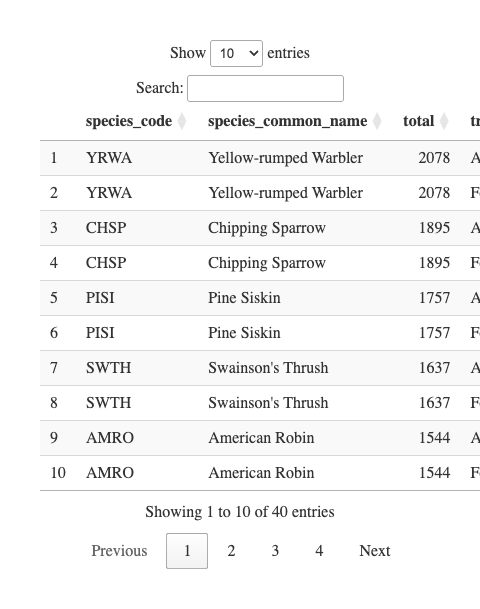 Show 10 entries
Search:
species_code species_common_name total
1 YRWA Yellow-rumped Warbler 2078
2 YRWA Yellow-rumped Warbler 2078
3 CHSP Chipping Sparrow 1895
4 CHSP Chipping Sparrow 1895
5 PISI Pine Siskin 1757
6 PISI Pine Siskin 1757
7 SWTH Swainson's Thrush 1637
8 SWTH Swainson's Thrush 1637
9 AMRO American Robin 1544
10 AMRO American Robin 1544
Showing 1 to 10 of 40 entries
Previous 1 2 3 4 Next